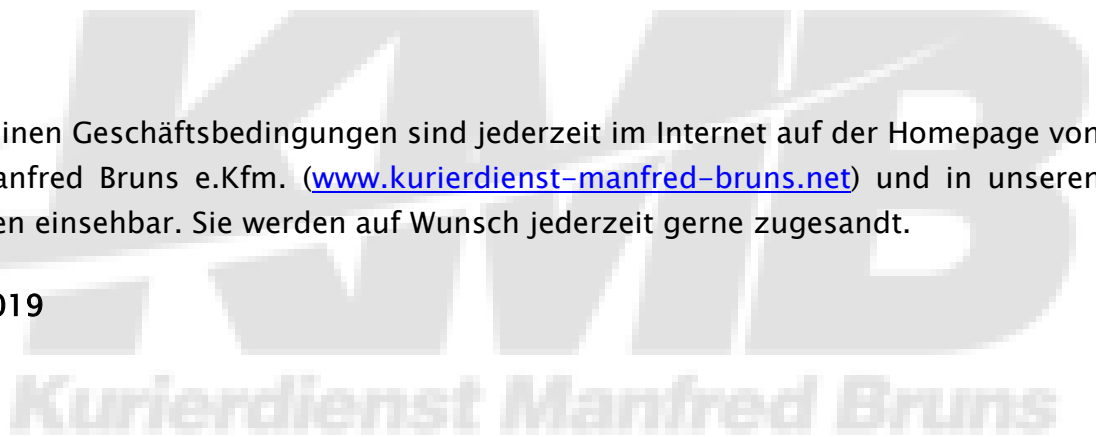 inen Geschäftsbedingungen sind jederzeit im Internet auf der Homepage von
anfred Bruns e.Kfm. (www.kurierdienst-manfred-bruns.net) und in unseren
en einsehbar. Sie werden auf Wunsch jederzeit gerne zugesandt.
019
KMB
Kurierdienst Manfred Bruns